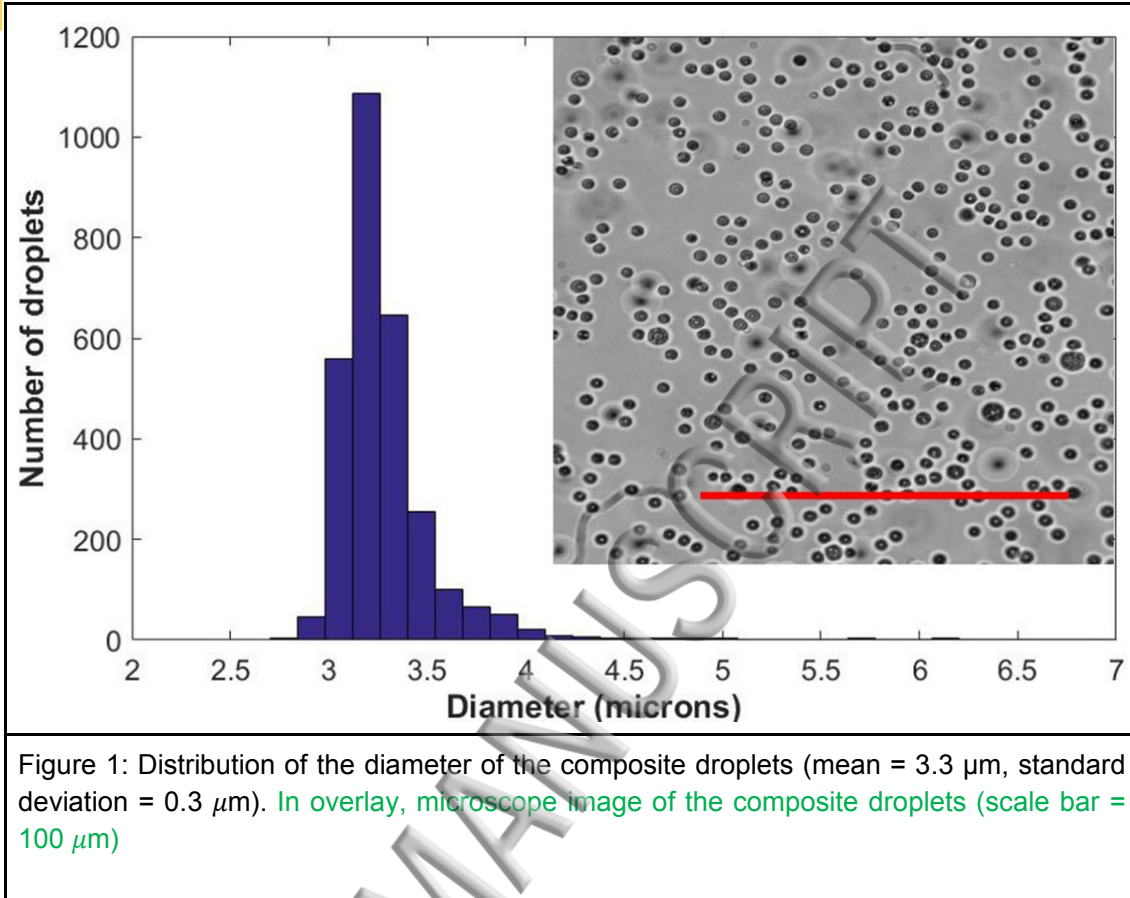 1200
1000
800
600
400
200
0
Number of droplets
2 2.5 3 3.5 4 4.5 5 5.5 6 6.5 7
Diameter (microns)
MANUSCRIPT
Figure 1: Distribution of the diameter of the composite droplets (mean = 3.3 µm, standard
deviation = 0.3 𝜇m). In overlay, microscope image of the composite droplets (scale bar =
100 𝜇m)